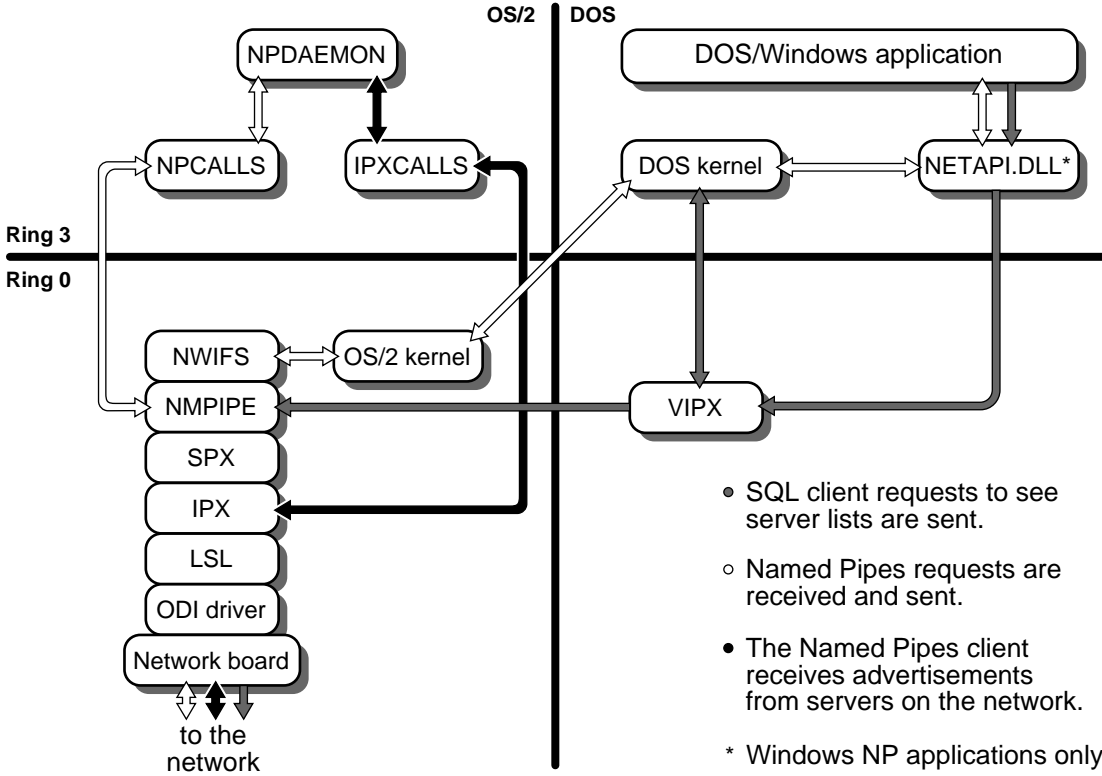 OS/2
DOS
NPDAEMON
DOS/Windows application
NPCALLS
IPXCALLS
DOS kernel
NETAPI.DLL*
Ring 3
Ring 0
NWIFS
OS/2 kernel
NMPIPE
VIPX
SPX
IPX
LSL
ODI driver
Network board
to the
network
SQL client requests to see
server lists are sent.
Named Pipes requests are
received and sent.
The Named Pipes client
receives advertisements
from servers on the network.
* Windows NP applications only